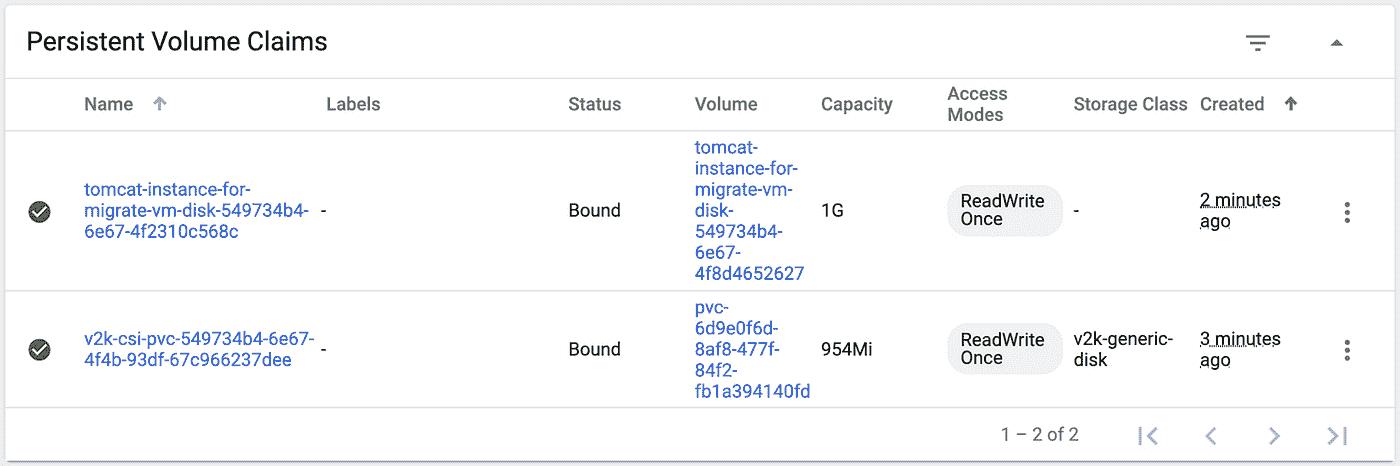 Persistent Volume Claims
Name Labels Status Volume Capacity Access Modes Storage Class Created
tomcat-instance-for-
migrate-vm-disk-549734b4-
6e67-4f2310c568c
-
Bound
tomcat-
instance-for-
migrate-vm-
disk-
549734b4-
6e67-
4f8d4652627
1G
ReadWrite
Once
-
2 minutes
ago
v2k-csi-pvc-549734b4-6e67-
4f4b-93df-67c966237dee
-
Bound
pvc-
6d9e0f6d-
8af8-477f-
84f2-
fb1a394140fd
954Mi
ReadWrite
Once
v2k-generic-
disk
3 minutes
ago
1 – 2 of 2